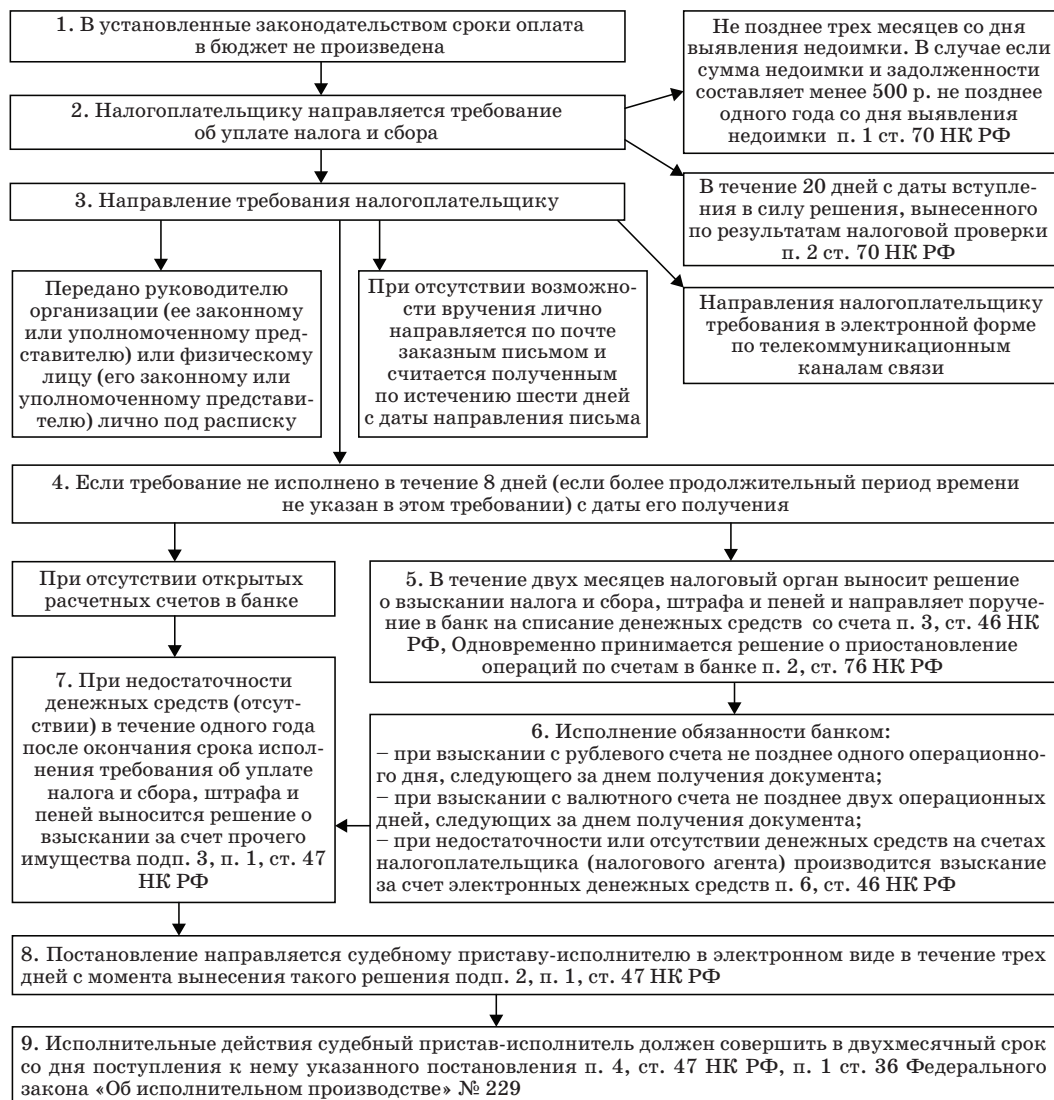 1. В установленные законодательством сроки оплата
в бюджет не произведена
Не позднее трех месяцев со дня
выявления недоимки. В случае если
сумма недоимки и задолженности
составляет менее 500 р. не позднее
одного года со дня выявления
недоимки п. 1 ст. 70 НК РФ
2. Налогоплательщику направляется требование
об уплате налога и сбора
В течение 20 дней с даты вступле-
ния в силу решения, вынесенного
по результатам налоговой проверки
п. 2 ст. 70 НК РФ
3. Направление требования налогоплательщику
Передано руководителю
организации (ее законному
или уполномоченному пред-
ставителю) или физическому
лицу (его законному или
уполномоченному представи-
телю) лично под расписку
При отсутствии возможно-
сти вручения лично
направляется по почте
заказным письмом и
считается полученным
по истечению шести дней
с даты направления письма
Направления налогоплательщику
требования в электронной форме
по телекоммуникационным
каналам связи
4. Если требование не исполнено в течение 8 дней (если более продолжительный период времени
не указан в этом требовании) с даты его получения
При отсутствии открытых
расчетных счетов в банке
5. В течение двух месяцев налоговый орган выносит решение
о взыскании налога и сбора, штрафа и пеней и направляет поруче-
ние в банк на списание денежных средств со счета п. 3, ст. 46 НК
РФ, Одновременно принимается решение о приостановление
операций по счетам в банке п. 2, ст. 76 НК РФ
7. При недостаточности
денежных средств (отсут-
ствии) в течение одного года
после окончания срока испол-
нения требования об уплате
налога и сбора, штрафа и
пеней выносится решение о
взыскании за счет прочего
имущества подп. 3, п. 1, ст. 47
НК РФ
6. Исполнение обязанности банком:
– при взыскании с рублевого счета не позднее одного операционно-
го дня, следующего за днем получения документа;
– при взыскании с валютного счета не позднее двух операционных
дней, следующих за днем получения документа;
– при недостаточности или отсутствии денежных средств на счетах
налогоплательщика (налогового агента) производится взыскание
за счет электронных денежных средств п. 6, ст. 46 НК РФ
8. Постановление направляется судебному приставу-исполнителю в электронном виде в течение трех
дней с момента вынесения такого решения подп. 2, п. 1, ст. 47 НК РФ
9. Исполнительные действия судебный пристав-исполнитель должен совершить в двухмесячный срок
со дня поступления к нему указанного постановления п. 4, ст. 47 НК РФ, п. 1 ст. 36 Федерального
закона «Об исполнительном производстве» № 229